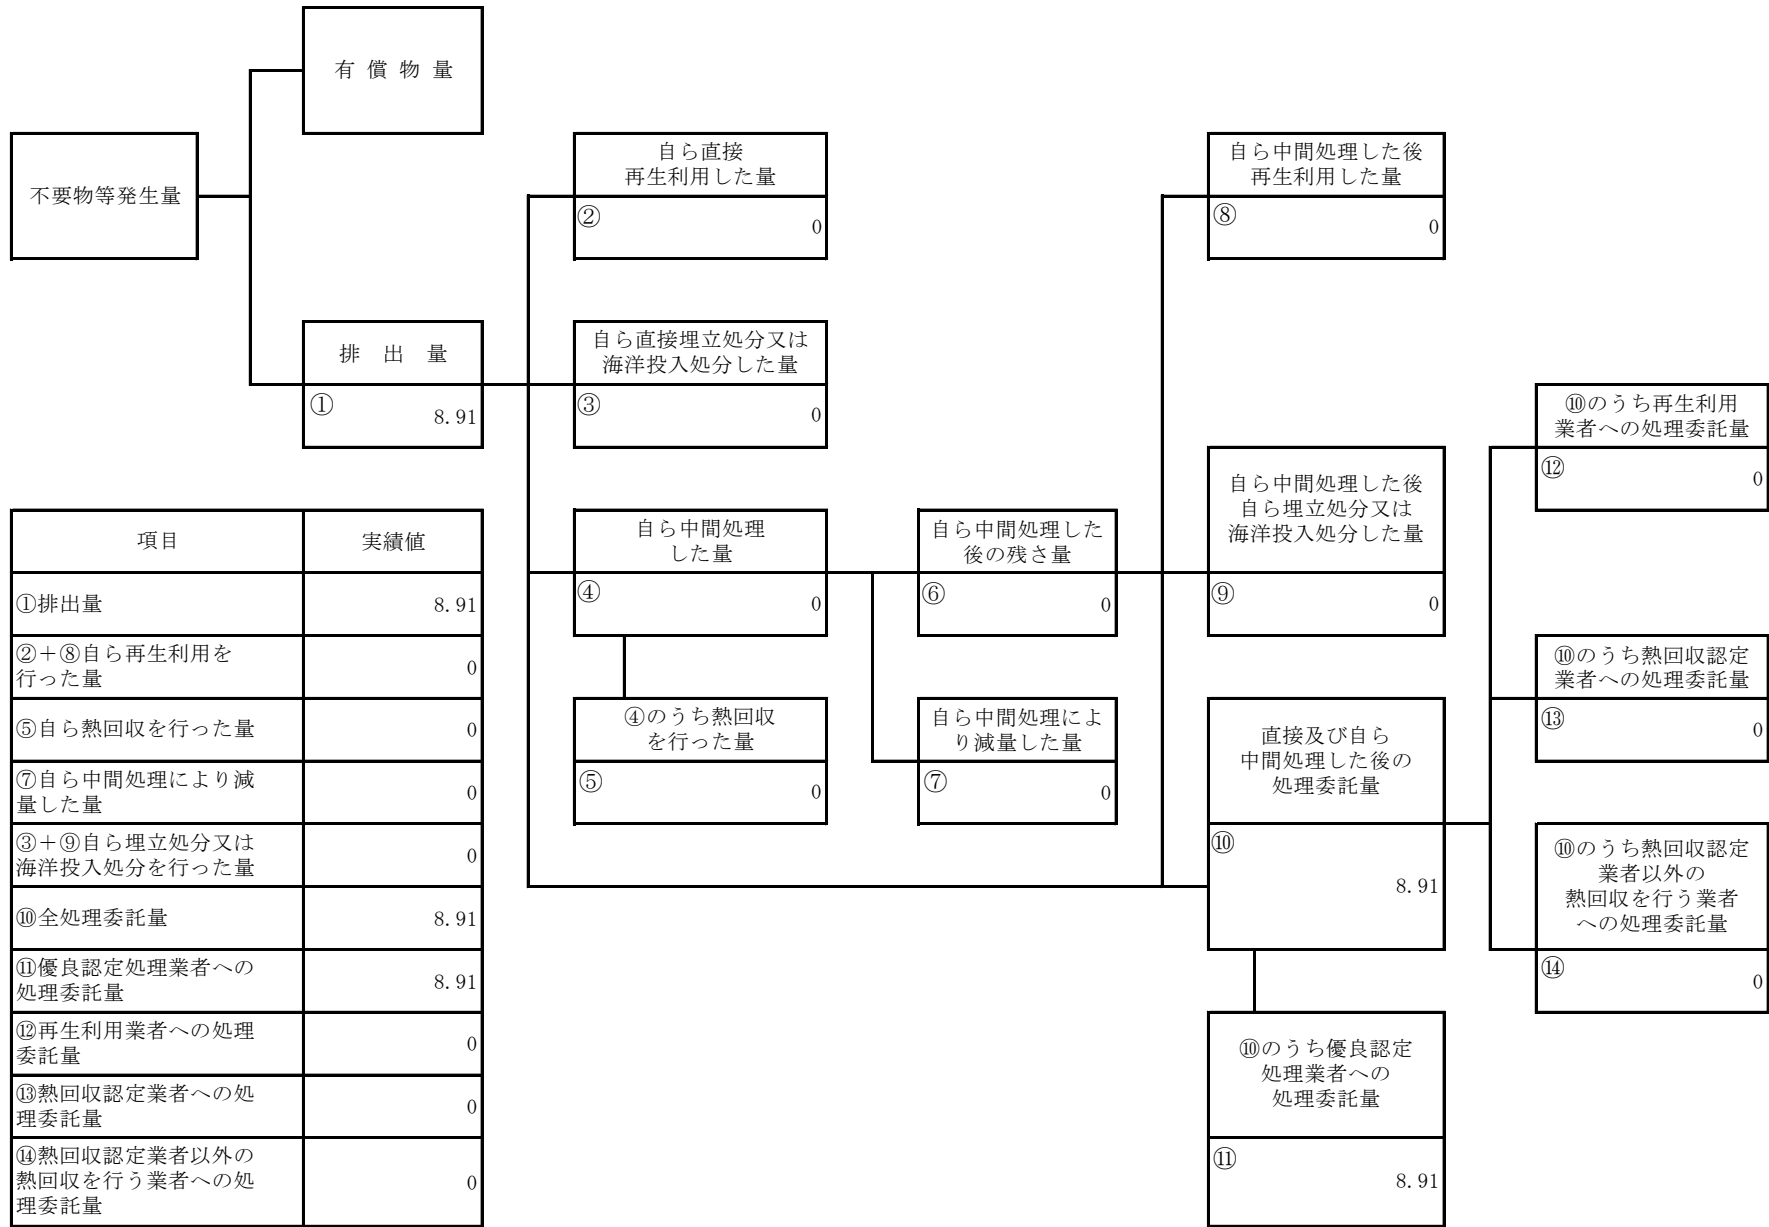 有償物量
不要物等発生量
排出量
①
8.91
自ら直接
再生利用した量
②
0
自ら直接埋立処分又は
海洋投入処分した量
③
0
自ら中間処理
した量
④
0
④のうち熱回収
を行った量
⑤
0
自ら中間処理した
後の残さ量
⑥
0
自ら中間処理によ
り減量した量
⑦
0
自ら中間処理した後
再生利用した量
⑧
0
自ら中間処理した後
自ら埋立処分又は
海洋投入処分した量
⑨
0
直接及び自ら
中間処理した後の
処理委託量
⑩
8.91
⑩のうち優良認定
処理業者への
処理委託量
⑪
8.91
⑩のうち再生利用
業者への処理委託量
⑫
0
⑩のうち熱回収認定
業者への処理委託量
⑬
0
⑩のうち熱回収認定
業者以外の
熱回収を行う業者
への処理委託量
⑭
0
項目 実績値
①排出量 8.91
②+⑧自ら再生利用を
行った量 0
⑤自ら熱回収を行った量 0
⑦自ら中間処理により減
量した量 0
③+⑨自ら埋立処分又は
海洋投入処分を行った量 0
⑩全処理委託量 8.91
⑪優良認定処理業者への
処理委託量 8.91
⑫再生利用業者への処理
委託量 0
⑬熱回収認定業者への処
理委託量 0
⑭熱回収認定業者以外の
熱回収を行う業者への処
理委託量 0